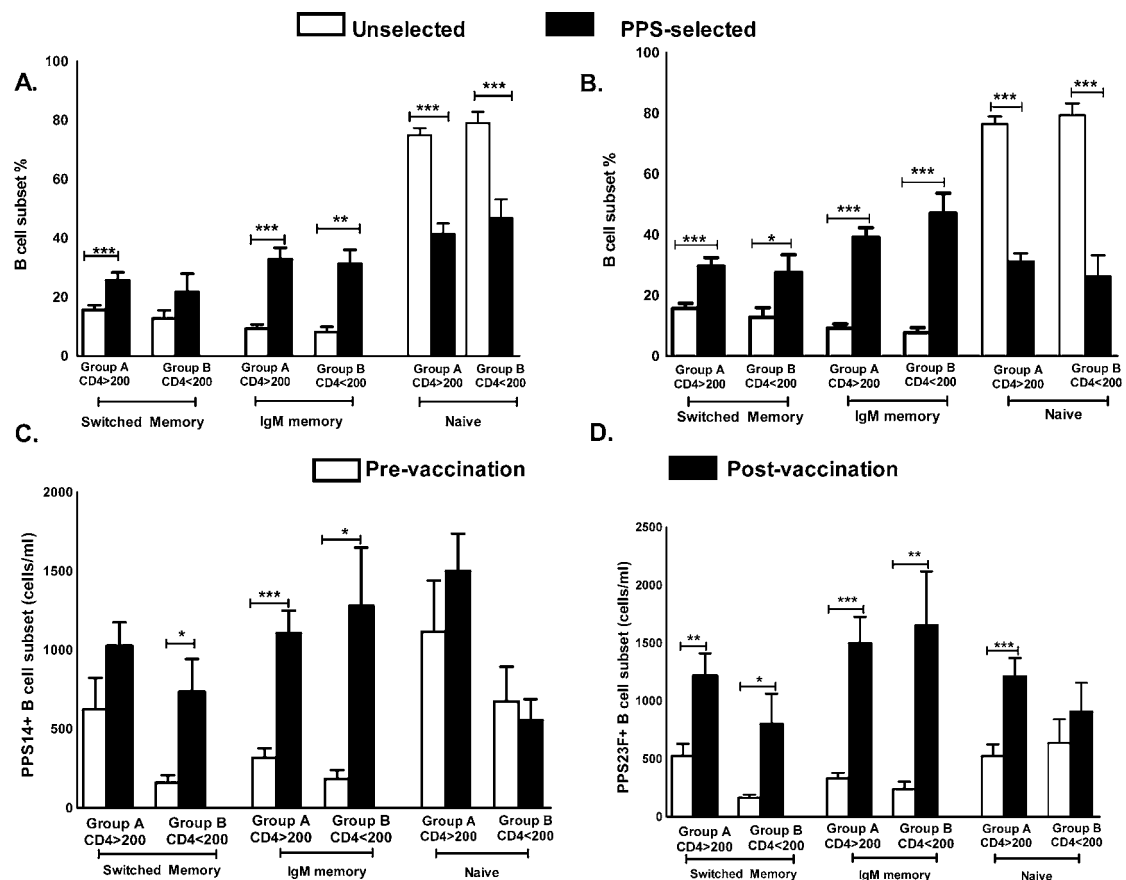 Unselected PPS-selected
A.
B cell subset %
100
80
60
40
20
0
***
***
**
***
***
Group A Group B Group A Group B Group A Group B
CD4>200 CD4<200 CD4>200 CD4<200 CD4>200 CD4<200
Switched Memory IgM memory Naive
B.
B cell subset %
100
80
60
40
20
0
***
*
***
***
***
***
Group A Group B Group A Group B Group A Group B
CD4>200 CD4<200 CD4>200 CD4<200 CD4>200 CD4<200
Switched Memory IgM memory Naive
Pre-vaccination Post-vaccination
C.
PPS14+ B cell subset (cells/ml)
2000
1500
1000
500
0
*
***
*
Group A Group B Group A Group B Group A Group B
CD4>200 CD4<200 CD4>200 CD4<200 CD4>200 CD4<200
Switched Memory IgM memory Naive
D.
PPS23F+ B cell subset (cells/ml)
2500
2000
1500
1000
500
0
**
*
***
**
***
Group A Group B Group A Group B Group A Group B
CD4>200 CD4<200 CD4>200 CD4<200 CD4>200 CD4<200
Switched Memory IgM memory Naive